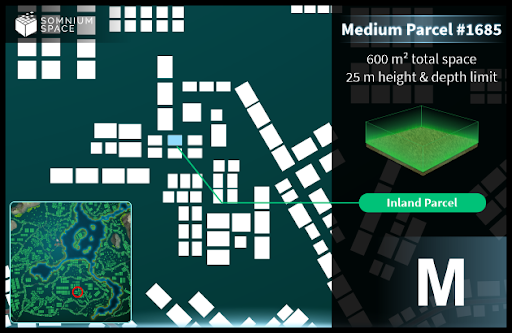 SOMNIUM
SPACE
Medium Parcel #1685
600 m² total space
25 m height & depth limit
Inland Parcel
M